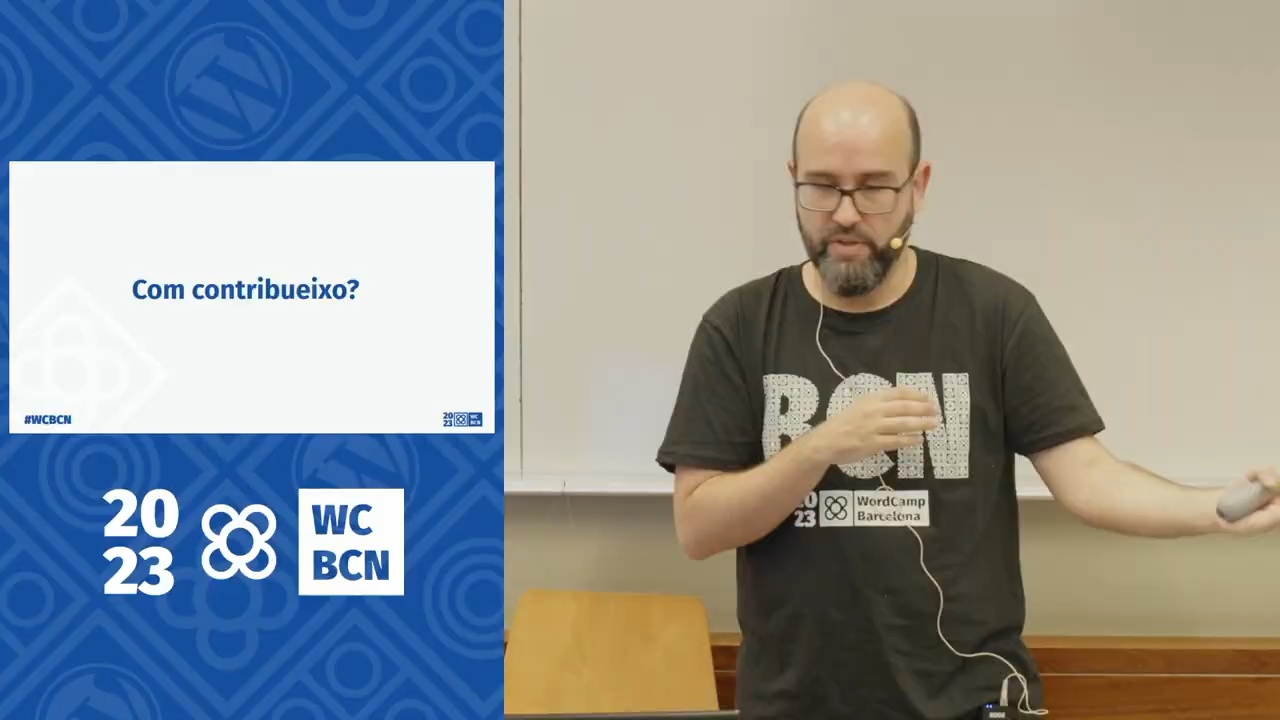 Com contribueixo?
#WCBCN
20
23
WC
BCN
20
23
WC
BCN
BCN
20
23
WordCamp
Barcelona